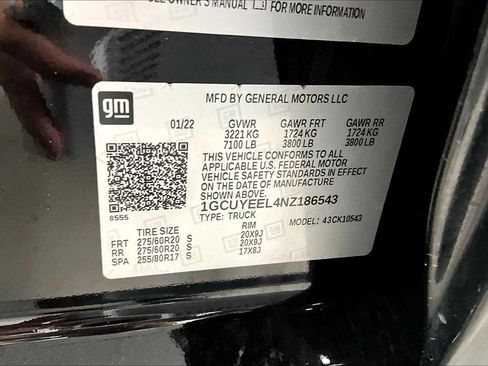 OWNER'S MANUAL FOR MORE INFORMATION
gm
MFD BY GENERAL MOTORS LLC
01/22 GVWR GAWR FRT GAWR RR
3221 KG 1724 KG 1724 KG
7100 LB 3800 LB 3800 LB
THIS VEHICLE CONFORMS TO ALL
APPLICABLE U.S. FEDERAL MOTOR
VEHICLE SAFETY STANDARDS IN EFFECT
ON THE DATE OF MANUFACTURE
SHOWN ABOVE.
1GCUYEEL4NZ186543
8555
TYPE: TRUCK 43CK10543
TIRE SIZE RIM
FRT 275/60R20 S 20X9J
RR 275/60R20 S 20X9J
SPA 255/80R17 S 17X8J